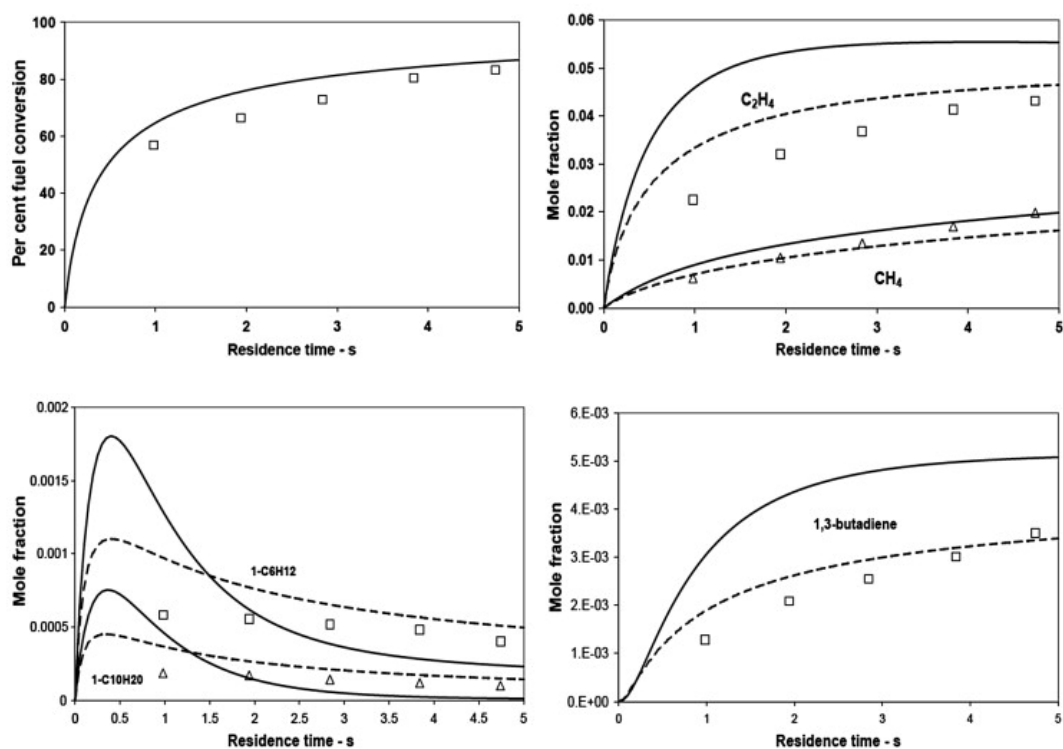 100
80
60
40
20
0
Per cent fuel conversion
0 1 2 3 4 5
Residence time - s
0.06
0.05
0.04
0.03
0.02
0.01
0.00
Mole fraction
C₂H₄
CH₄
0 1 2 3 4 5
Residence time - s
0.002
0.0015
0.001
0.0005
0
Mole fraction
1-C6H12
1-C10H20
0 0.5 1 1.5 2 2.5 3 3.5 4 4.5 5
Residence time - s
6.E-03
5.E-03
4.E-03
3.E-03
2.E-03
1.E-03
0.E+00
Mole fraction
1,3-butadiene
0 1 2 3 4 5
Residence time - s